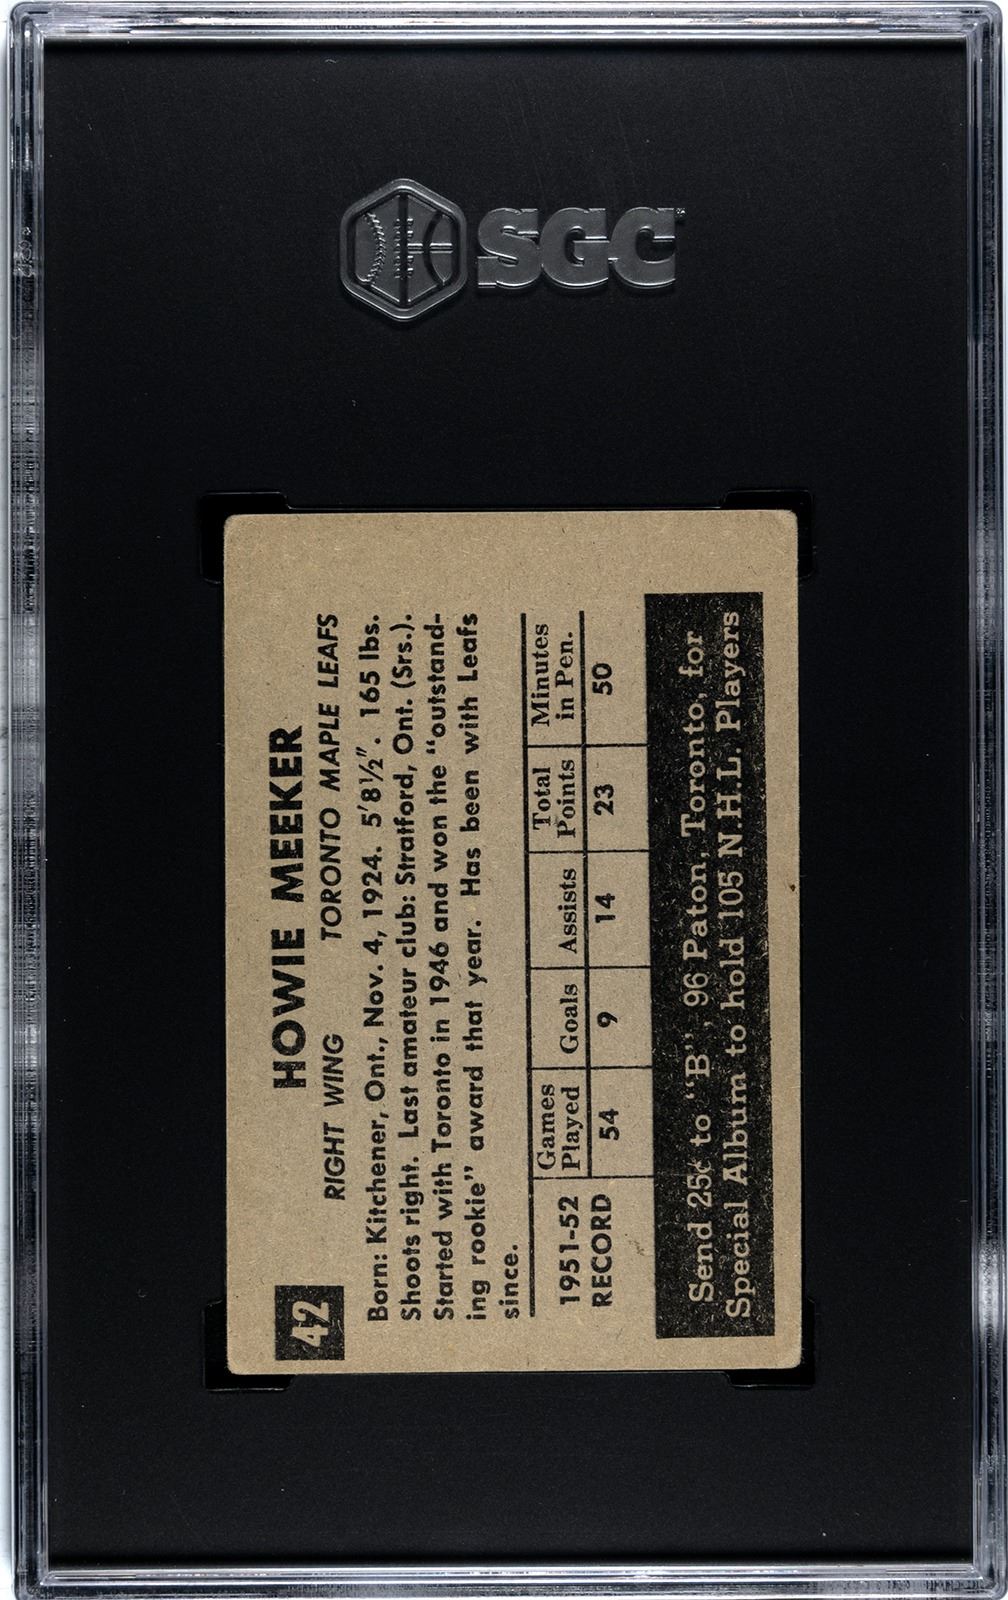 SGC
42
HOWIE MEEKER
RIGHT WING TORONTO MAPLE LEAFS
Born: Kitchener, Ont., Nov. 4, 1924. 5'8½". 165 lbs.
Shoots right. Last amateur club: Stratford, Ont. (Srs.).
Started with Toronto in 1946 and won the "outstand-
ing rookie" award that year. Has been with Leafs
since.
1951-52 RECORD
Games Played Goals Assists Total Points Minutes in Pen.
54 9 14 23 50
Send 25¢ to "B", 96 Paton, Toronto, for
Special Album to hold 105 N.H.L. Players